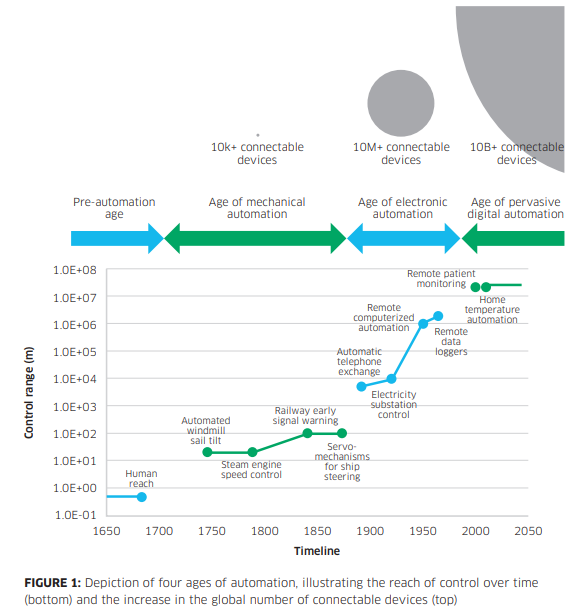 10k+ connectable
devices
10M+ connectable
devices
10B+ connectable
devices
Pre-automation
age
Age of mechanical
automation
Age of electronic
automation
Age of pervasive
digital automation
Control range (m)
1.0E+08
1.0E+07
1.0E+06
1.0E+05
1.0E+04
1.0E+03
1.0E+02
1.0E+01
1.0E+00
1.0E-01
Human
reach
Automated
windmill
sail tilt
Steam engine
speed control
Railway early
signal warning
Servo-
mechanisms
for ship
steering
Automatic
telephone
exchange
Electricity
substation
control
Remote
computerized
automation
Remote
data
loggers
Remote patient
monitoring
Home
temperature
automation
1650
1700
1750
1800
1850
1900
1950
2000
2050
Timeline
FIGURE 1: Depiction of four ages of automation, illustrating the reach of control over time
(bottom) and the increase in the global number of connectable devices (top)